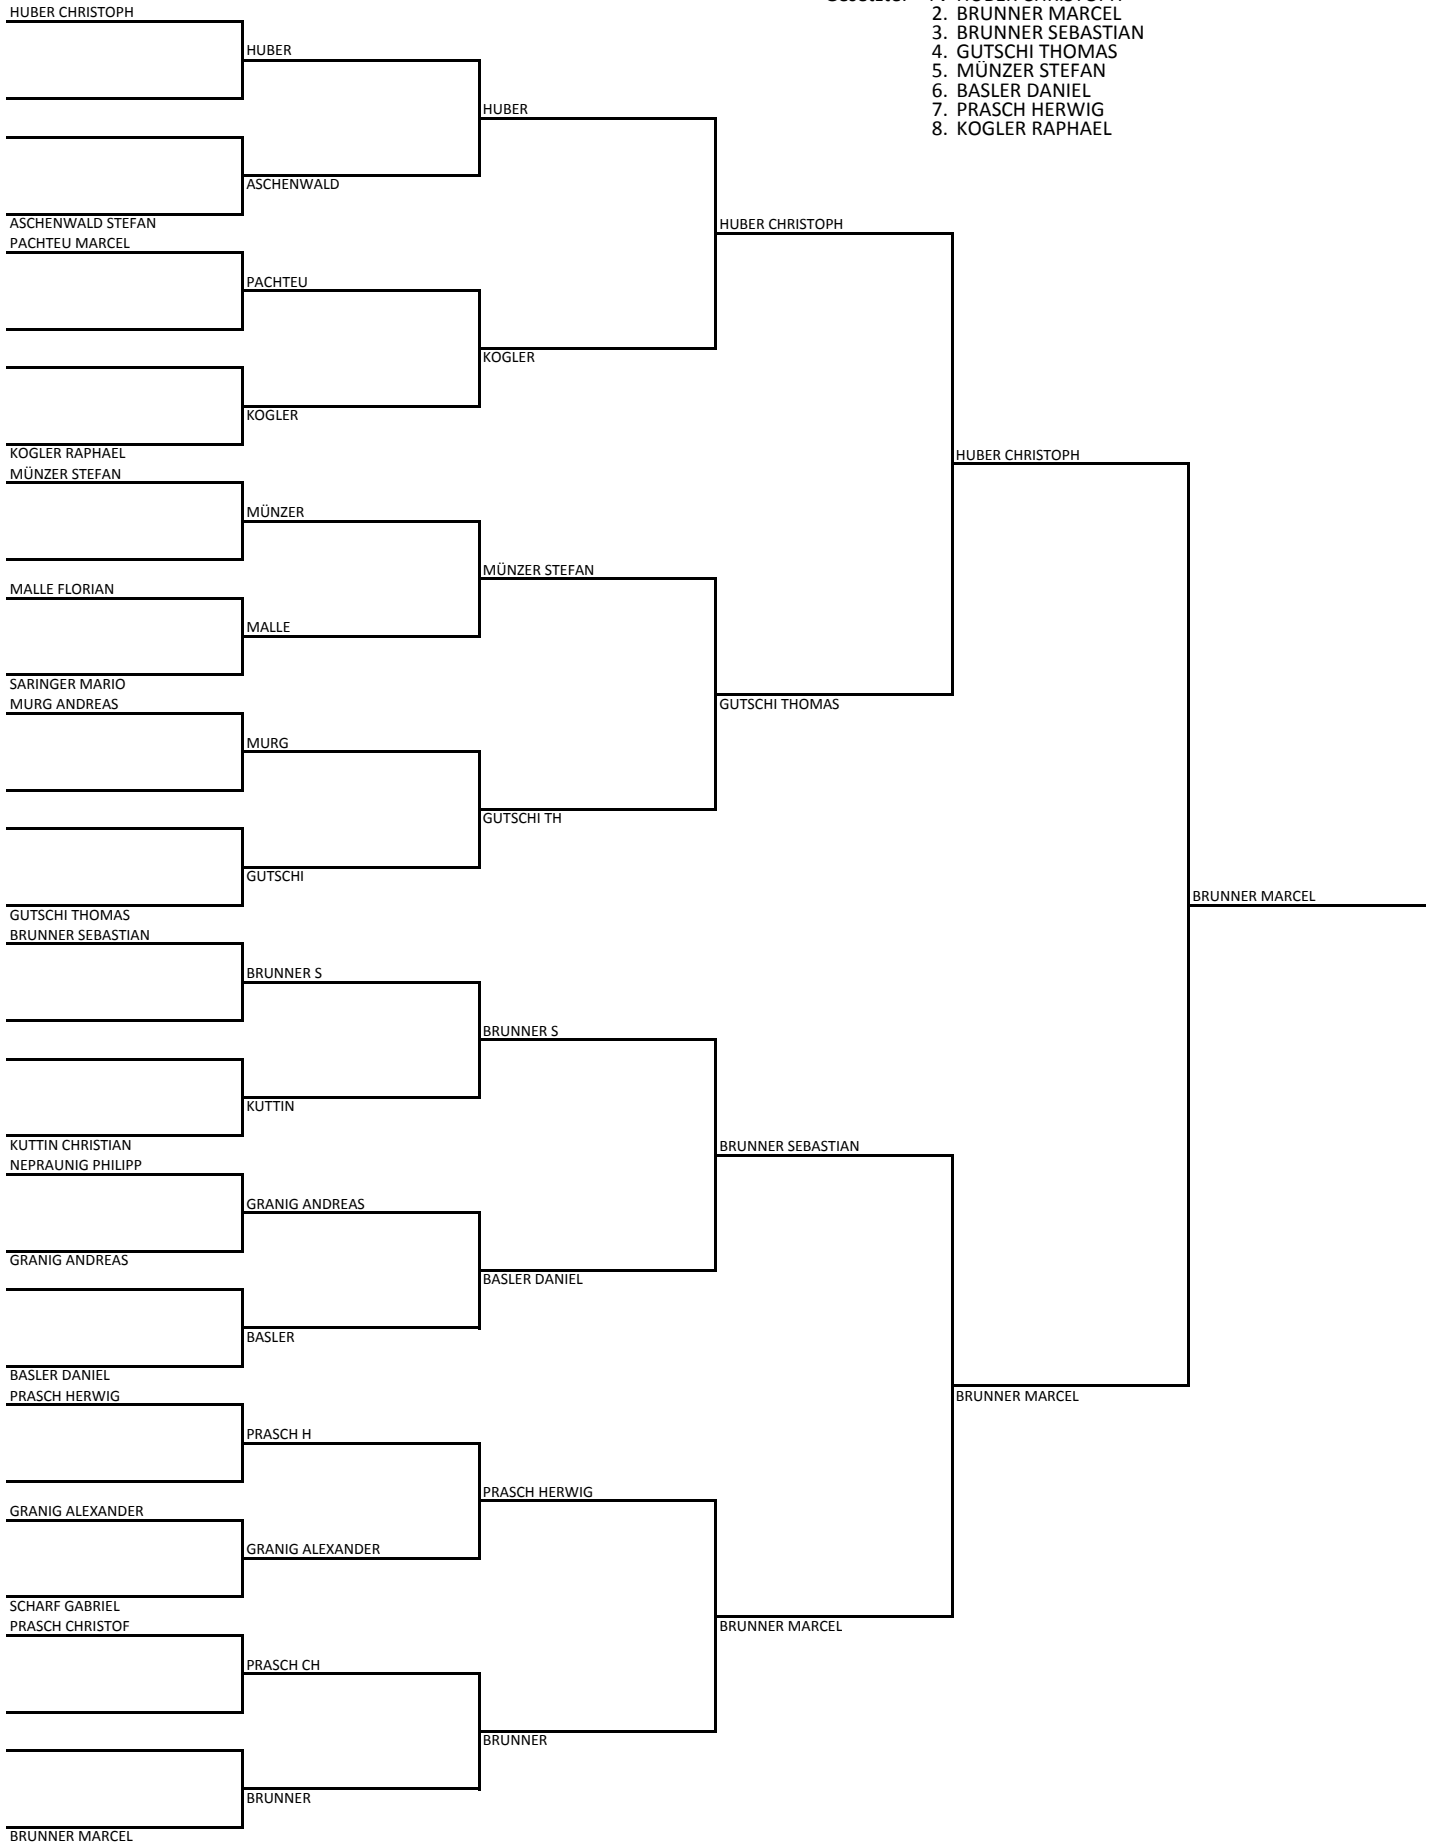 HUBER CHRISTOPH
2. BRUNNER MARCEL
3. BRUNNER SEBASTIAN
4. GUTSCHI THOMAS
5. MÜNZER STEFAN
6. BASLER DANIEL
7. PRASCH HERWIG
8. KOGLER RAPHAEL
HUBER
HUBER
ASCHENWALD
ASCHENWALD STEFAN
PACHTEU MARCEL
HUBER CHRISTOPH
PACHTEU
KOGLER
KOGLER
KOGLER RAPHAEL
MÜNZER STEFAN
HUBER CHRISTOPH
MÜNZER
MÜNZER STEFAN
MALLE FLORIAN
MALLE
SARINGER MARIO
MURG ANDREAS
GUTSCHI THOMAS
MURG
GUTSCHI TH
GUTSCHI
GUTSCHI THOMAS
BRUNNER SEBASTIAN
BRUNNER MARCEL
BRUNNER S
BRUNNER S
KUTTIN
KUTTIN CHRISTIAN
NEPRAUNIG PHILIPP
BRUNNER SEBASTIAN
GRANIG ANDREAS
GRANIG ANDREAS
BASLER DANIEL
BASLER
BASLER DANIEL
PRASCH HERWIG
BRUNNER MARCEL
PRASCH H
PRASCH HERWIG
GRANIG ALEXANDER
GRANIG ALEXANDER
SCHARF GABRIEL
PRASCH CHRISTOF
BRUNNER MARCEL
PRASCH CH
BRUNNER
BRUNNER
BRUNNER MARCEL